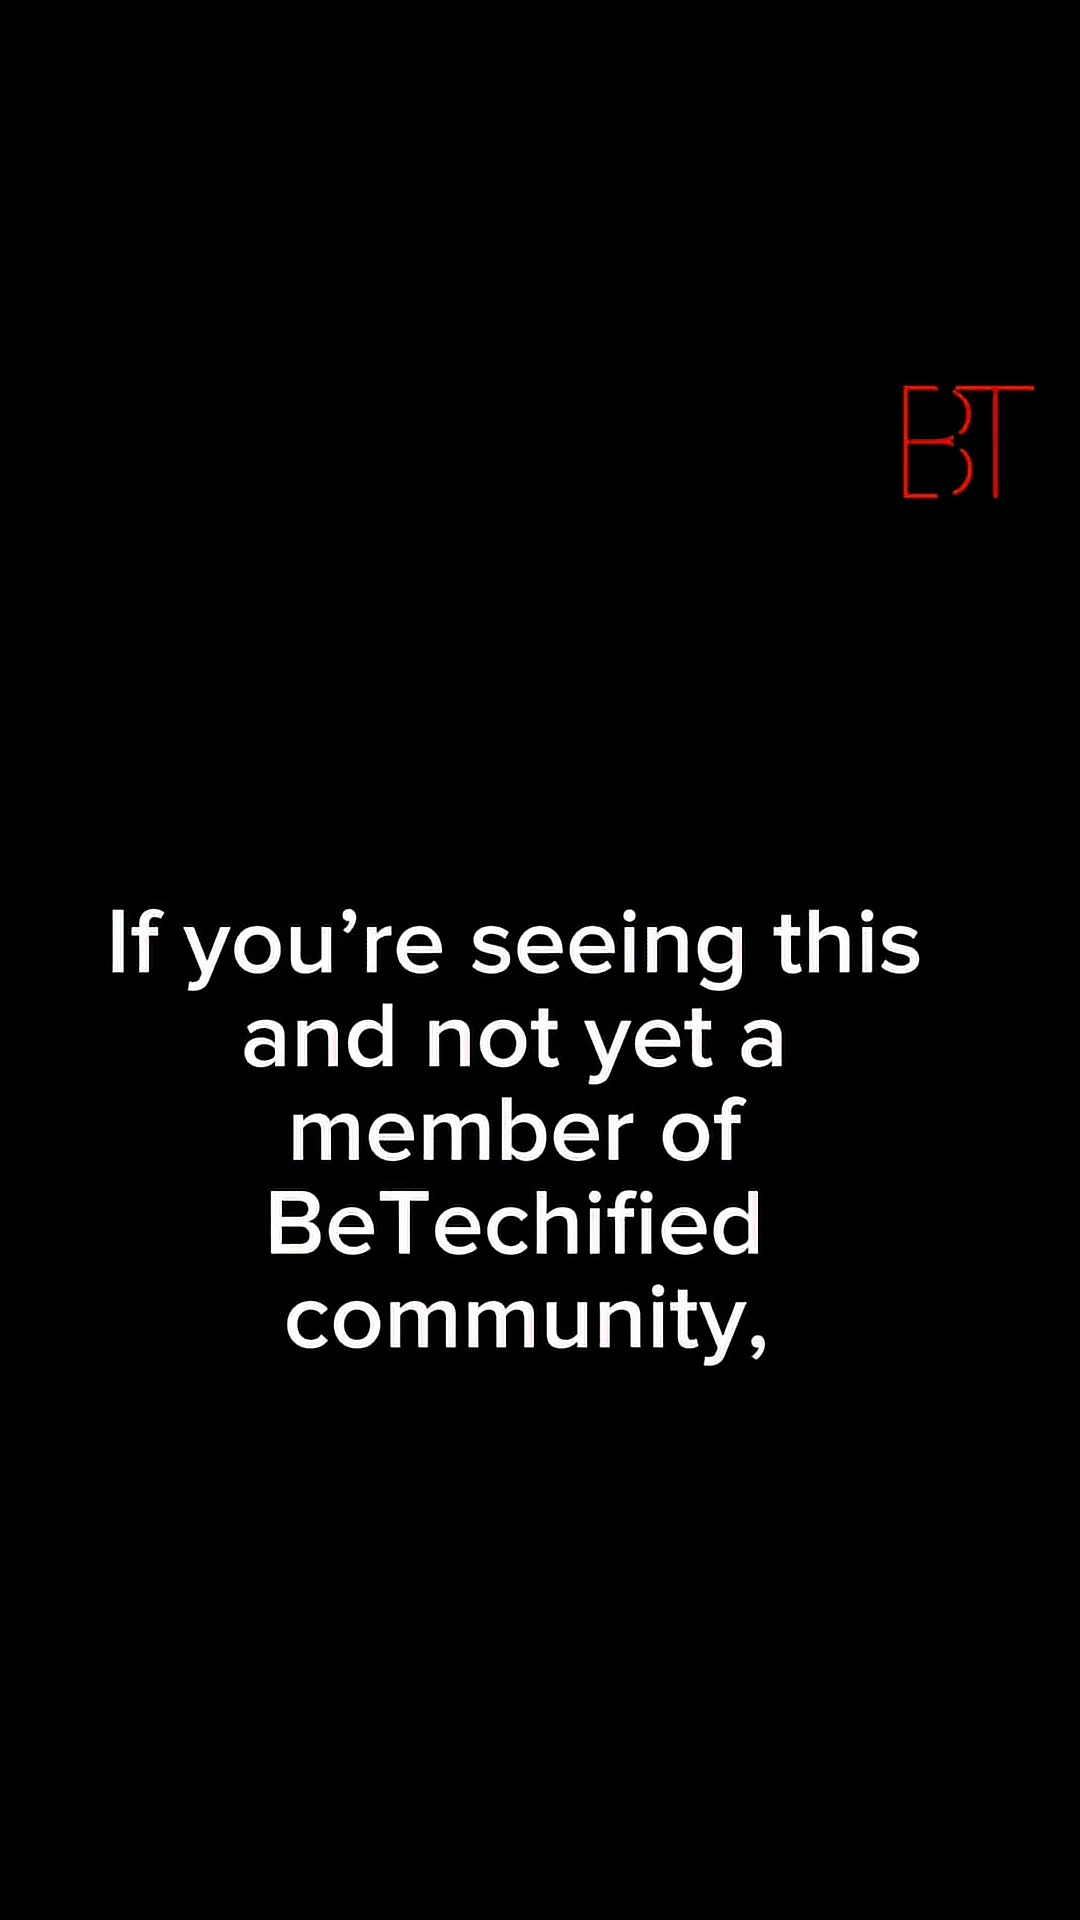 BT
If you’re seeing this
and not yet a
member of
BeTechified
community,